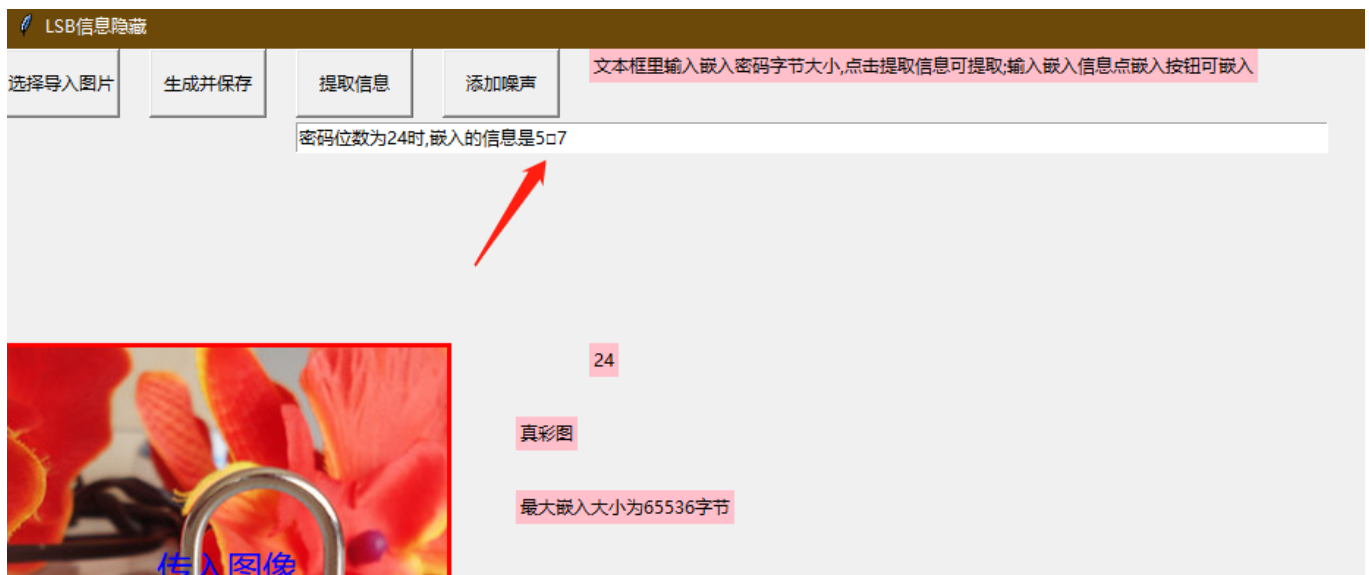 LSB信息隐藏
选择导入图片 生成并保存 提取信息 添加噪声 文本框里输入嵌入密码字节大小,点击提取信息可提取;输入嵌入信息点嵌入按钮可嵌入
密码位数为24时,嵌入的信息是5□7
24
真彩图
最大嵌入大小为65536字节
传入图像